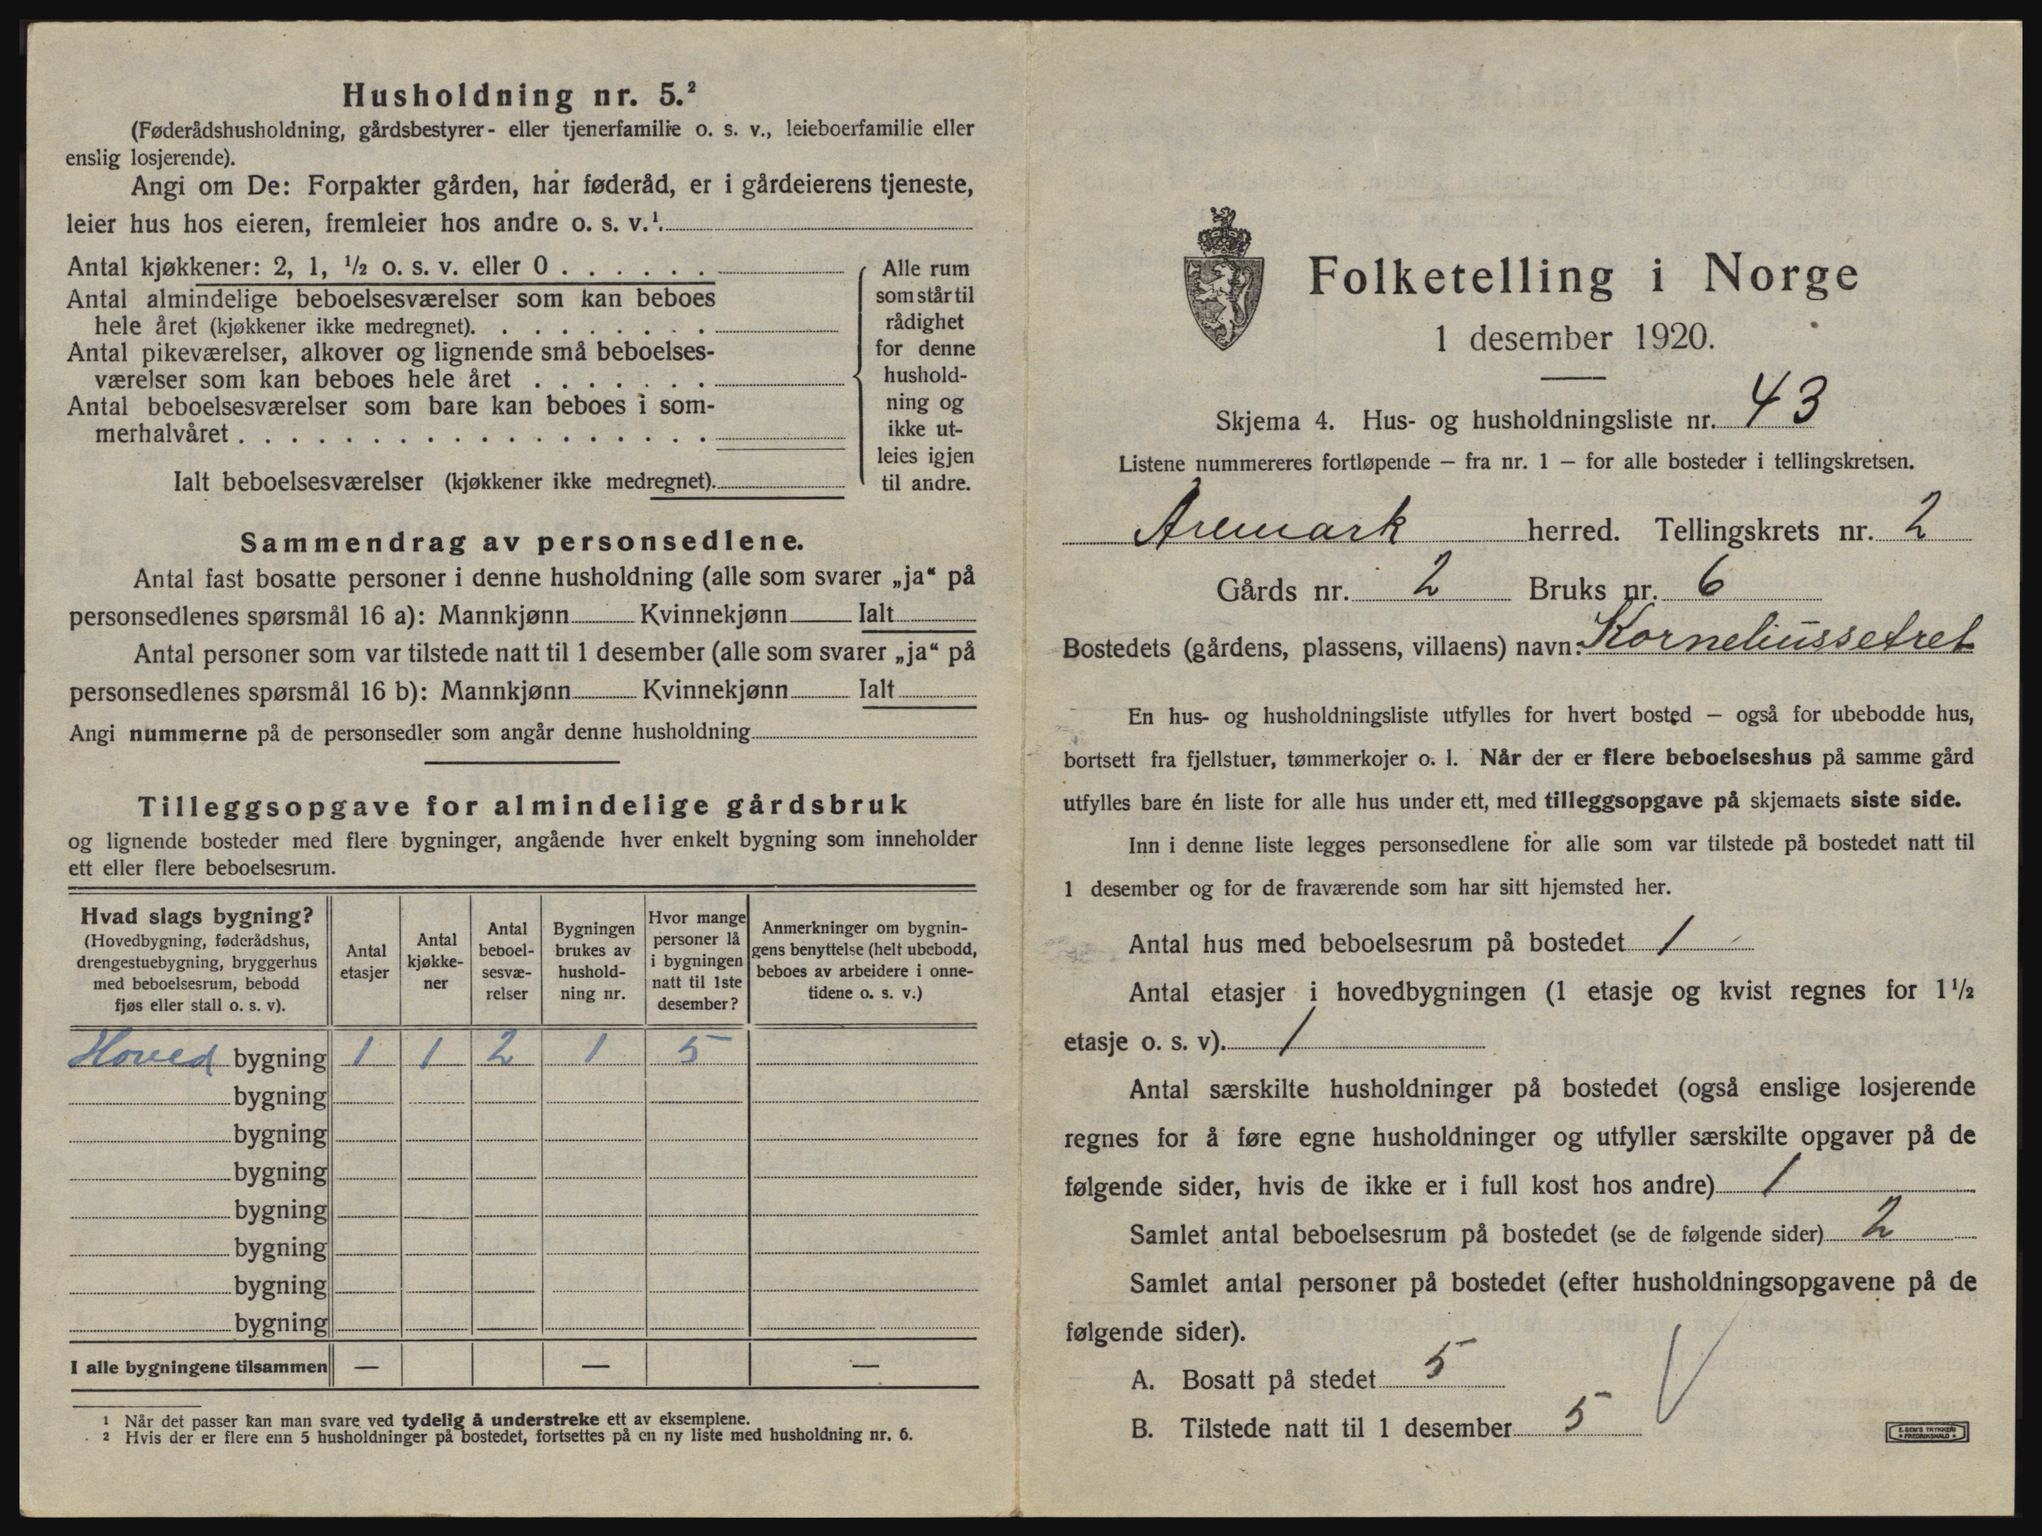 Husholdning nr. 5.²
(Føderådshusholdning, gårdsbestyrer- eller tjenerfamilie o. s. v., leieboerfamilie eller
enslig losjerende).
Angi om De: Forpakter gården, har føderåd, er i gårdeierens tjeneste,
leier hus hos eieren, fremleier hos andre o. s. v.¹.
Antal kjøkkener: 2, 1, ½ o. s. v. eller 0 . . . . . .
Antal almindelige beboelsesværelser som kan beboes
hele året (kjøkkener ikke medregnet). . . . . . . . .
Antal pikeværelser, alkover og lignende små beboelses-
værelser som kan beboes hele året . . . . . . .
Antal beboelsesværelser som bare kan beboes i som-
merhalvåret . . . . . . . . . . . . . . . . . .
Ialt beboelsesværelser (kjøkkener ikke medregnet).
Alle rum
som står til
rådighet
for denne
hushold-
ning og
ikke ut-
leies igjen
til andre.
Sammendrag av personsedlene.
Antal fast bosatte personer i denne husholdning (alle som svarer „ja“ på
personsedlenes spørsmål 16 a): Mannkjønn Kvinnekjønn Ialt
Antal personer som var tilstede natt til 1 desember (alle som svarer „ja“ på
personsedlenes spørsmål 16 b): Mannkjønn Kvinnekjønn Ialt
Angi nummerne på de personsedler som angår denne husholdning
Tilleggsopgave for almindelige gårdsbruk
og lignende bosteder med flere bygninger, angående hver enkelt bygning som inneholder
ett eller flere beboelsesrum.
Hvad slags bygning?
(Hovedbygning, føderådshus,
drengestuebygning, bryggerhus
med beboelsesrum, bebodd
fjøs eller stall o. s. v).
Antal
etasjer
Antal
kjøkke-
ner
Antal
beboel-
sesvæ-
relser
Bygningen
brukes av
hushold-
ning nr.
Hvor mange
personer lå
i bygningen
natt til 1ste
desember?
Anmerkninger om bygnin-
gens benyttelse (helt ubebodd,
beboes av arbeidere i onne-
tidene o. s. v.)
Hoved bygning 1 1 2 1 5
bygning
bygning
bygning
bygning
bygning
bygning
bygning
I alle bygningene tilsammen — — —
¹ Når det passer kan man svare ved tydelig å understreke ett av eksemplene.
² Hvis der er flere enn 5 husholdninger på bostedet, fortsettes på en ny liste med husholdning nr. 6.
Folketelling i Norge
1 desember 1920.
Skjema 4. Hus- og husholdningsliste nr. 43
Listene nummereres fortløpende – fra nr. 1 – for alle bosteder i tellingskretsen.
Aremark herred. Tellingskrets nr. 2
Gårds nr. 2 Bruks nr. 6
Bostedets (gårdens, plassens, villaens) navn: Korneliussetret
En hus- og husholdningsliste utfylles for hvert bosted – også for ubebodde hus,
bortsett fra fjellstuer, tømmerkojer o. l. Når der er flere beboelseshus på samme gård
utfylles bare én liste for alle hus under ett, med tilleggsopgave på skjemaets siste side.
Inn i denne liste legges personsedlene for alle som var tilstede på bostedet natt til
1 desember og for de fraværende som har sitt hjemsted her.
Antal hus med beboelsesrum på bostedet 1
Antal etasjer i hovedbygningen (1 etasje og kvist regnes for 1½
etasje o. s. v). 1
Antal særskilte husholdninger på bostedet (også enslige losjerende
regnes for å føre egne husholdninger og utfyller særskilte opgaver på de
følgende sider, hvis de ikke er i full kost hos andre) 1
Samlet antal beboelsesrum på bostedet (se de følgende sider) 2
Samlet antal personer på bostedet (efter husholdningsopgavene på de
følgende sider).
A. Bosatt på stedet 5
B. Tilstede natt til 1 desember 5
E. SEM'S TRYKKERI
FREDRIKSHALD